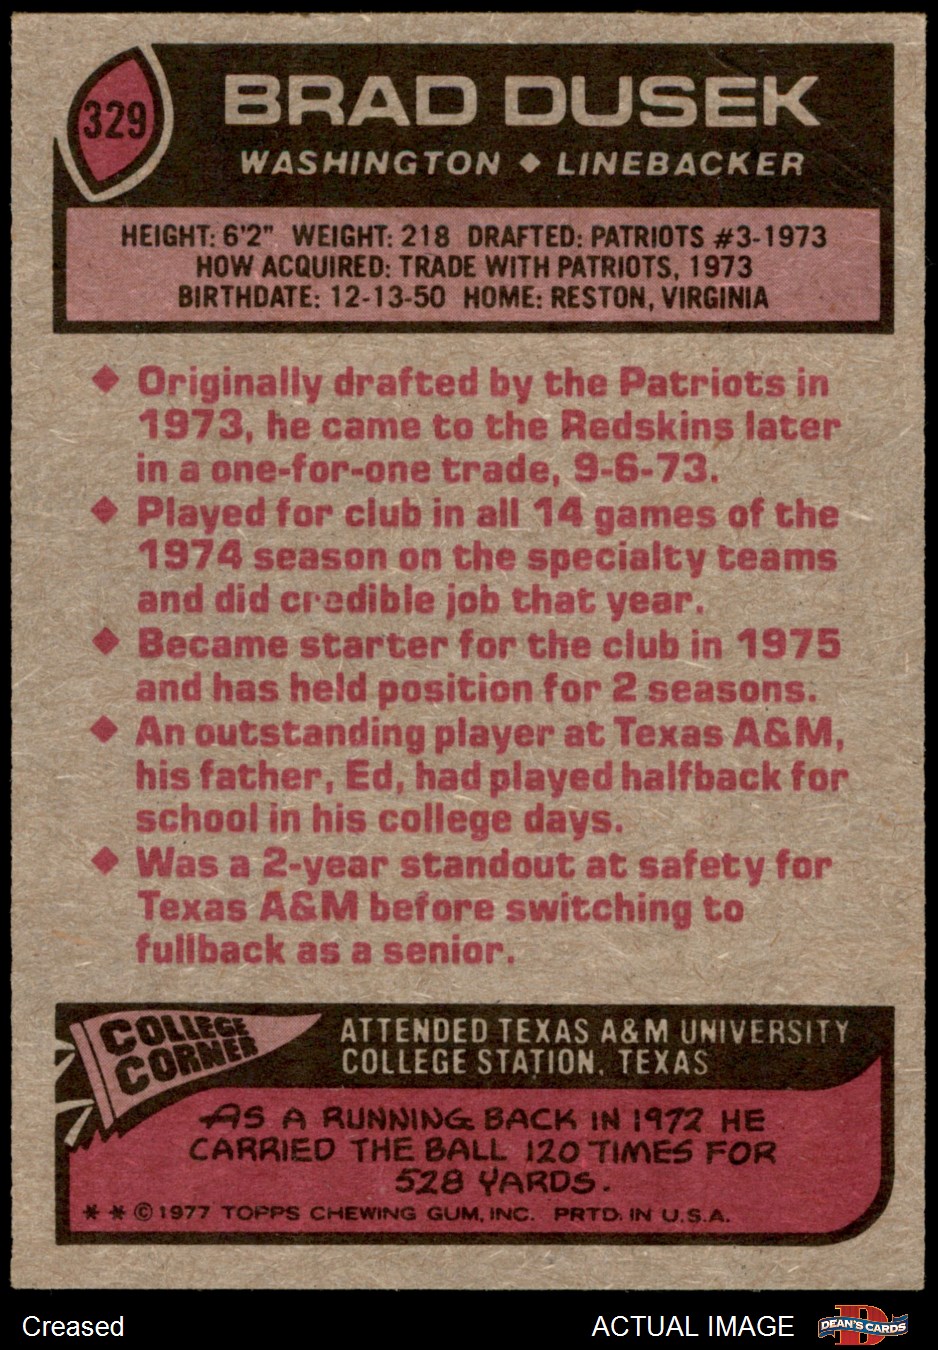 329
BRAD DUSEK
WASHINGTON ◆ LINEBACKER
HEIGHT: 6'2" WEIGHT: 218 DRAFTED: PATRIOTS #3-1973
HOW ACQUIRED: TRADE WITH PATRIOTS, 1973
BIRTHDATE: 12-13-50 HOME: RESTON, VIRGINIA
◆ Originally drafted by the Patriots in
1973, he came to the Redskins later
in a one-for-one trade, 9-6-73.
◆ Played for club in all 14 games of the
1974 season on the specialty teams
and did credible job that year.
◆ Became starter for the club in 1975
and has held position for 2 seasons.
◆ An outstanding player at Texas A&M,
his father, Ed, had played halfback for
school in his college days.
◆ Was a 2-year standout at safety for
Texas A&M before switching to
fullback as a senior.
COLLEGE
CORNER
ATTENDED TEXAS A&M UNIVERSITY
COLLEGE STATION, TEXAS
AS A RUNNING BACK IN 1972 HE
CARRIED THE BALL 120 TIMES FOR
528 YARDS.
* * © 1977 TOPPS CHEWING GUM, INC. PRTD. IN U.S.A.
Creased
ACTUAL IMAGE
D
DEAN'S CARDS